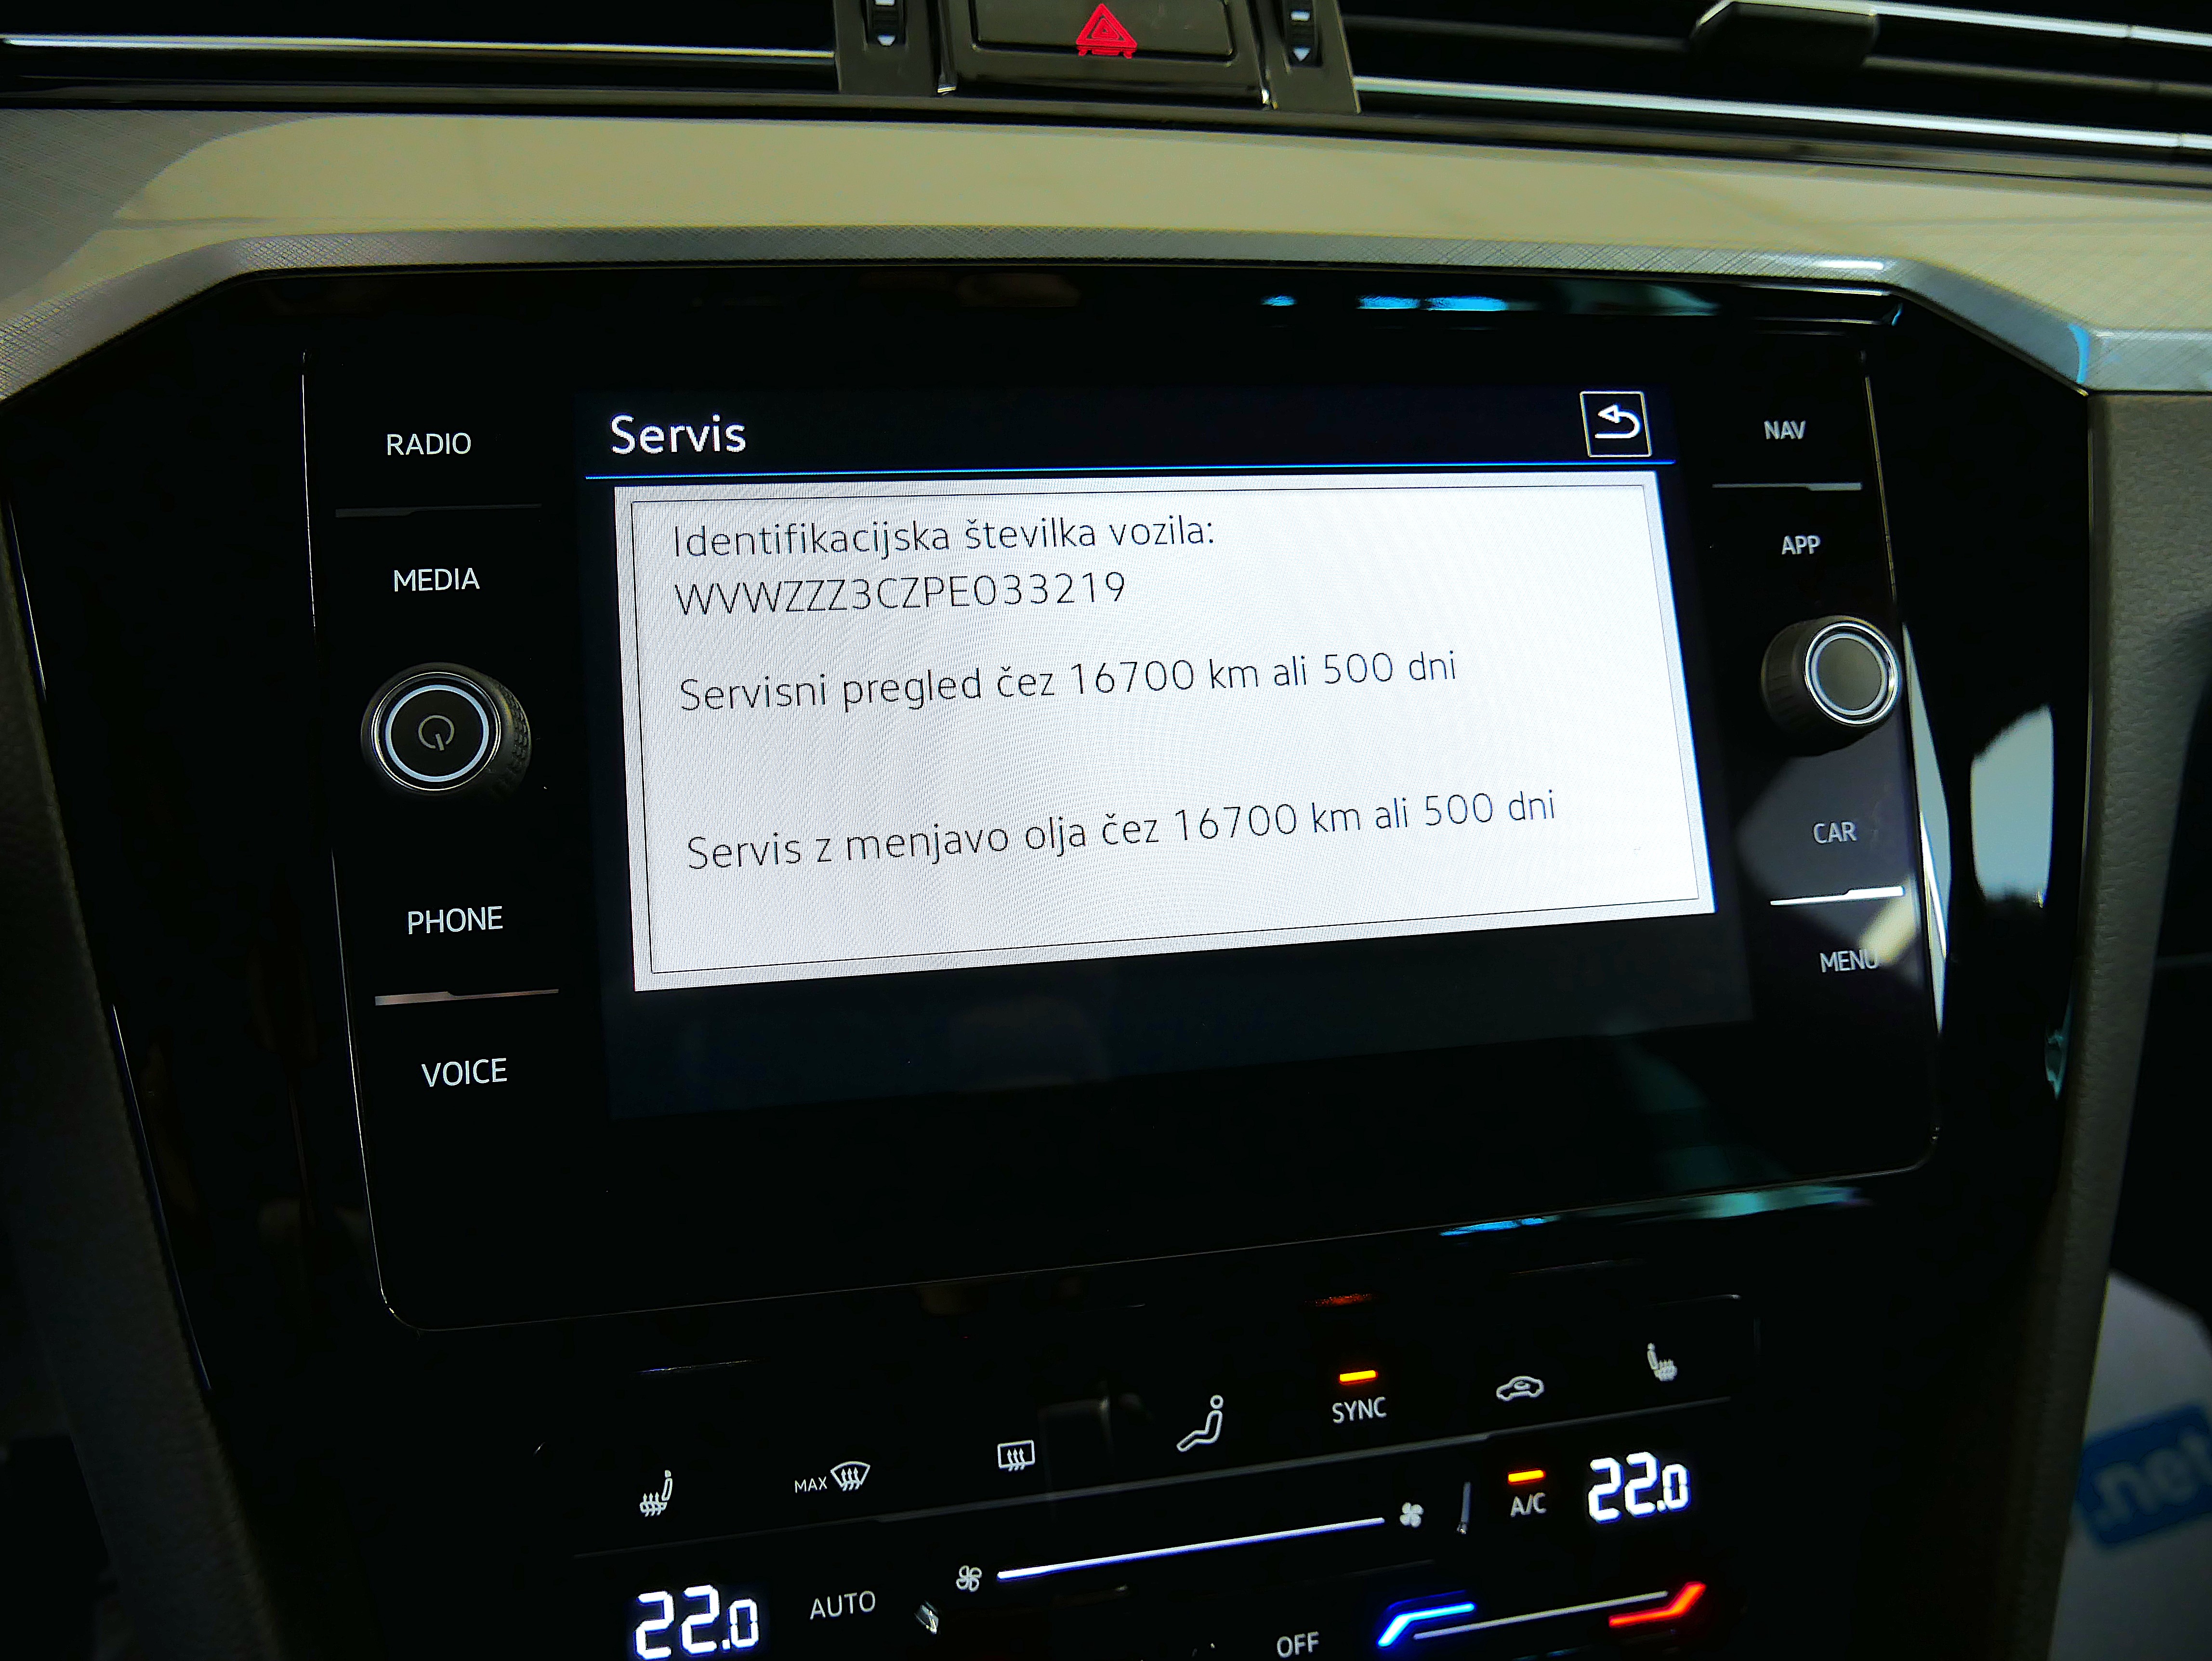 Servis
RADIO
NAV
Identifikacijska številka vozila:
APP
MEDIA
WVWZZZ3CZPE033219
Servisni pregled čez 16700 km ali 500 dni
Servis z menjavo olja čez 16700 km ali 500 dni
CAR
PHONE
MENU
VOICE
SYNC
MAX
A/C
22.0
22.0
AUTO
OFF
.net